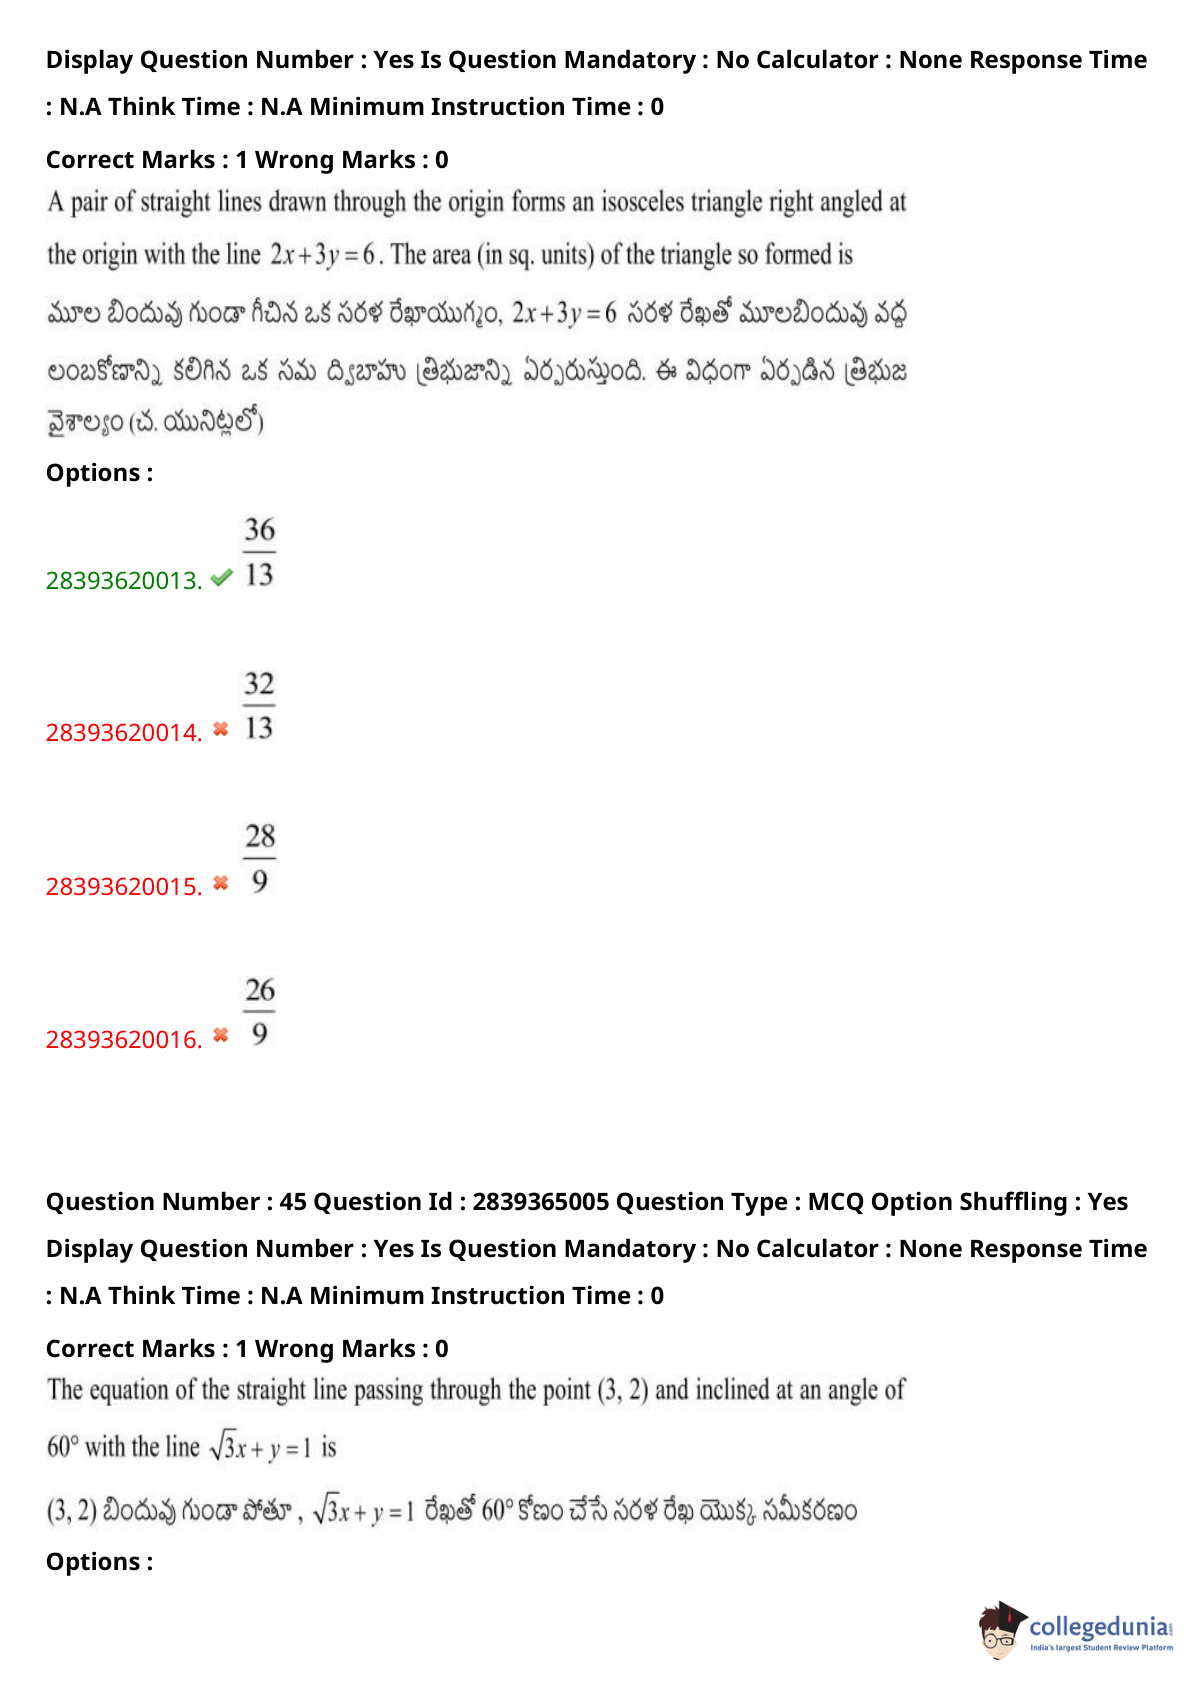 Display Question Number : Yes Is Question Mandatory : No Calculator : None Response Time
: N.A Think Time : N.A Minimum Instruction Time : 0
Correct Marks : 1 Wrong Marks : 0
A pair of straight lines drawn through the origin forms an isosceles triangle right angled at
the origin with the line 2x+3y=6. The area (in sq. units) of the triangle so formed is
మూల బిందువు గుండా గీచిన ఒక సరళ రేఖాయుగ్మం, 2x+3y=6 సరళ రేఖతో మూలబిందువు వద్ద
లంబకోణాన్ని కలిగిన ఒక సమ ద్విబాహు త్రిభుజాన్ని ఏర్పరుస్తుంది. ఈ విధంగా ఏర్పడిన త్రిభుజ
వైశాల్యం (చ. యునిట్లలో)
Options :
28393620013. 36/13
28393620014. 32/13
28393620015. 28/9
28393620016. 26/9
Question Number : 45 Question Id : 2839365005 Question Type : MCQ Option Shuffling : Yes
Display Question Number : Yes Is Question Mandatory : No Calculator : None Response Time
: N.A Think Time : N.A Minimum Instruction Time : 0
Correct Marks : 1 Wrong Marks : 0
The equation of the straight line passing through the point (3, 2) and inclined at an angle of
60° with the line √3x+y=1 is
(3, 2) బిందువు గుండా పోతూ , √3x+y=1 రేఖతో 60° కోణం చేసే సరళ రేఖ యొక్క సమీకరణం
Options :
collegedunia
India's largest Student Review Platform